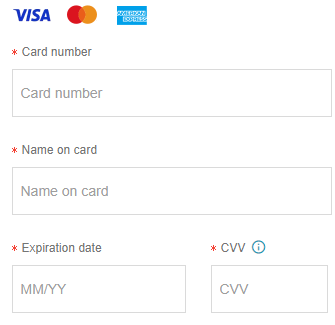 VISA AMERICAN EXPRESS
* Card number
Card number
* Name on card
Name on card
* Expiration date * CVV i
MM/YY CVV